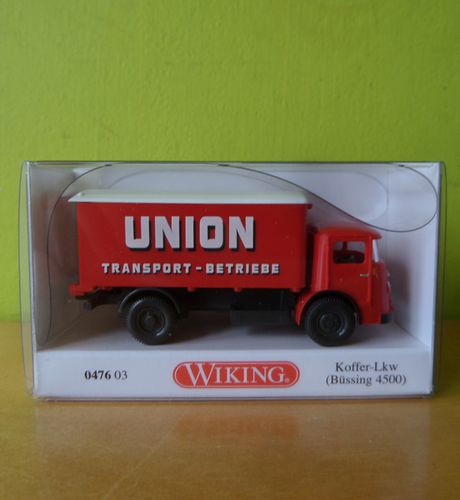 UNION
TRANSPORT-BETRIEBE
0476 03
WIKING®
Koffer-Lkw
(Büssing 4500)